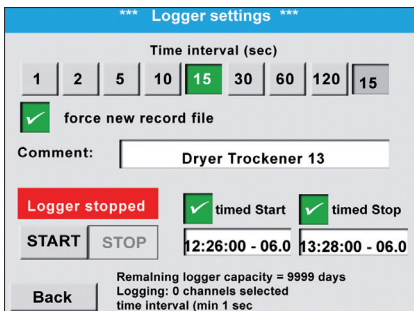 *** Logger settings ***
Time interval (sec)
1 2 5 10 15 30 60 120 15
force new record file
Comment: Dryer Trockener 13
Logger stopped timed Start timed Stop
START STOP 12:26:00 - 06.0 13:28:00 - 06.0
Remaining logger capacity = 9999 days
Logging: 0 channels selected
Back
time interval (min 1 sec